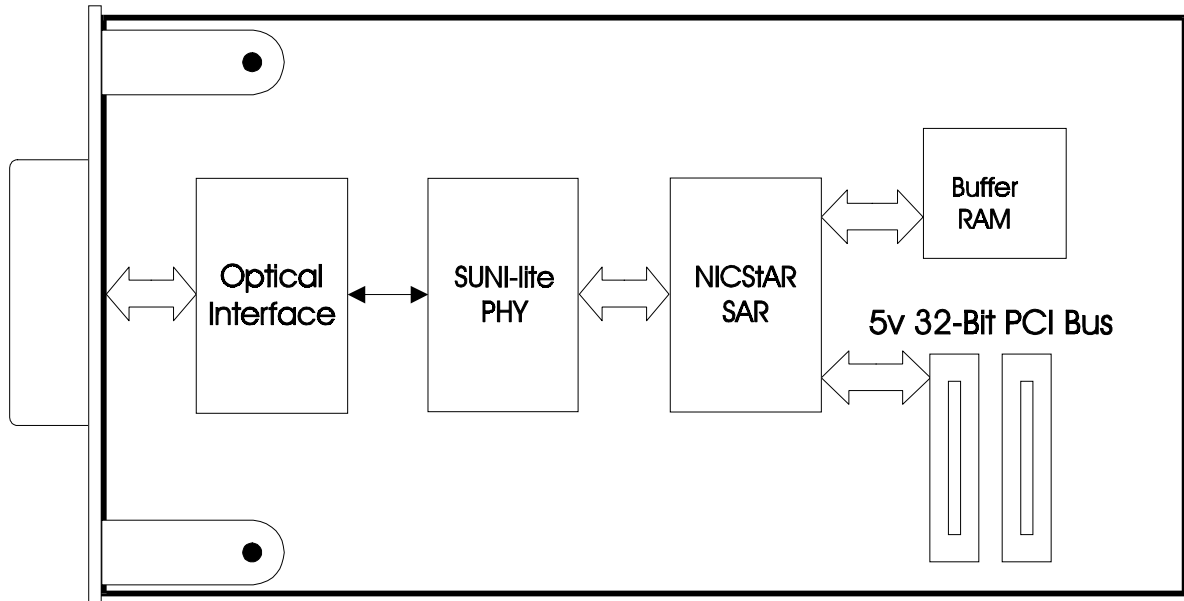 Optical
Interface
SUNI-lite
PHY
NICStAR
SAR
Buffer
RAM
5v 32-Bit PCI Bus